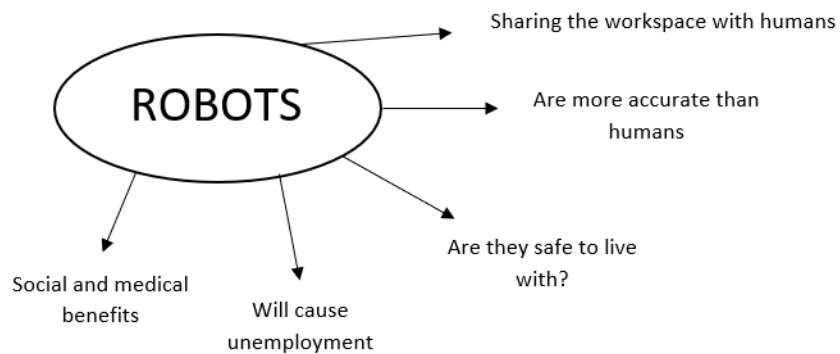 ROBOTS
Sharing the workspace with humans
Are more accurate than
humans
Are they safe to live
with?
Will cause
unemployment
Social and medical
benefits